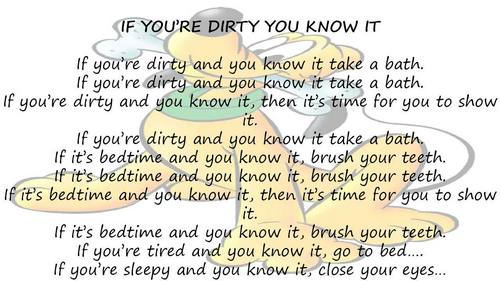 IF YOU'RE DIRTY YOU KNOW IT
If you're dirty and you know it take a bath.
If you're dirty and you know it take a bath.
If you're dirty and you know it, then it's time for you to show
it.
If you're dirty and you know it take a bath.
If it's bedtime and you know it, brush your teeth.
If it's bedtime and you know it, brush your teeth.
If it's bedtime and you know it, then it's time for you to show
it.
If it's bedtime and you know it, brush your teeth.
If you're tired and you know it, go to bed....
If you're sleepy and you know it, close your eyes...